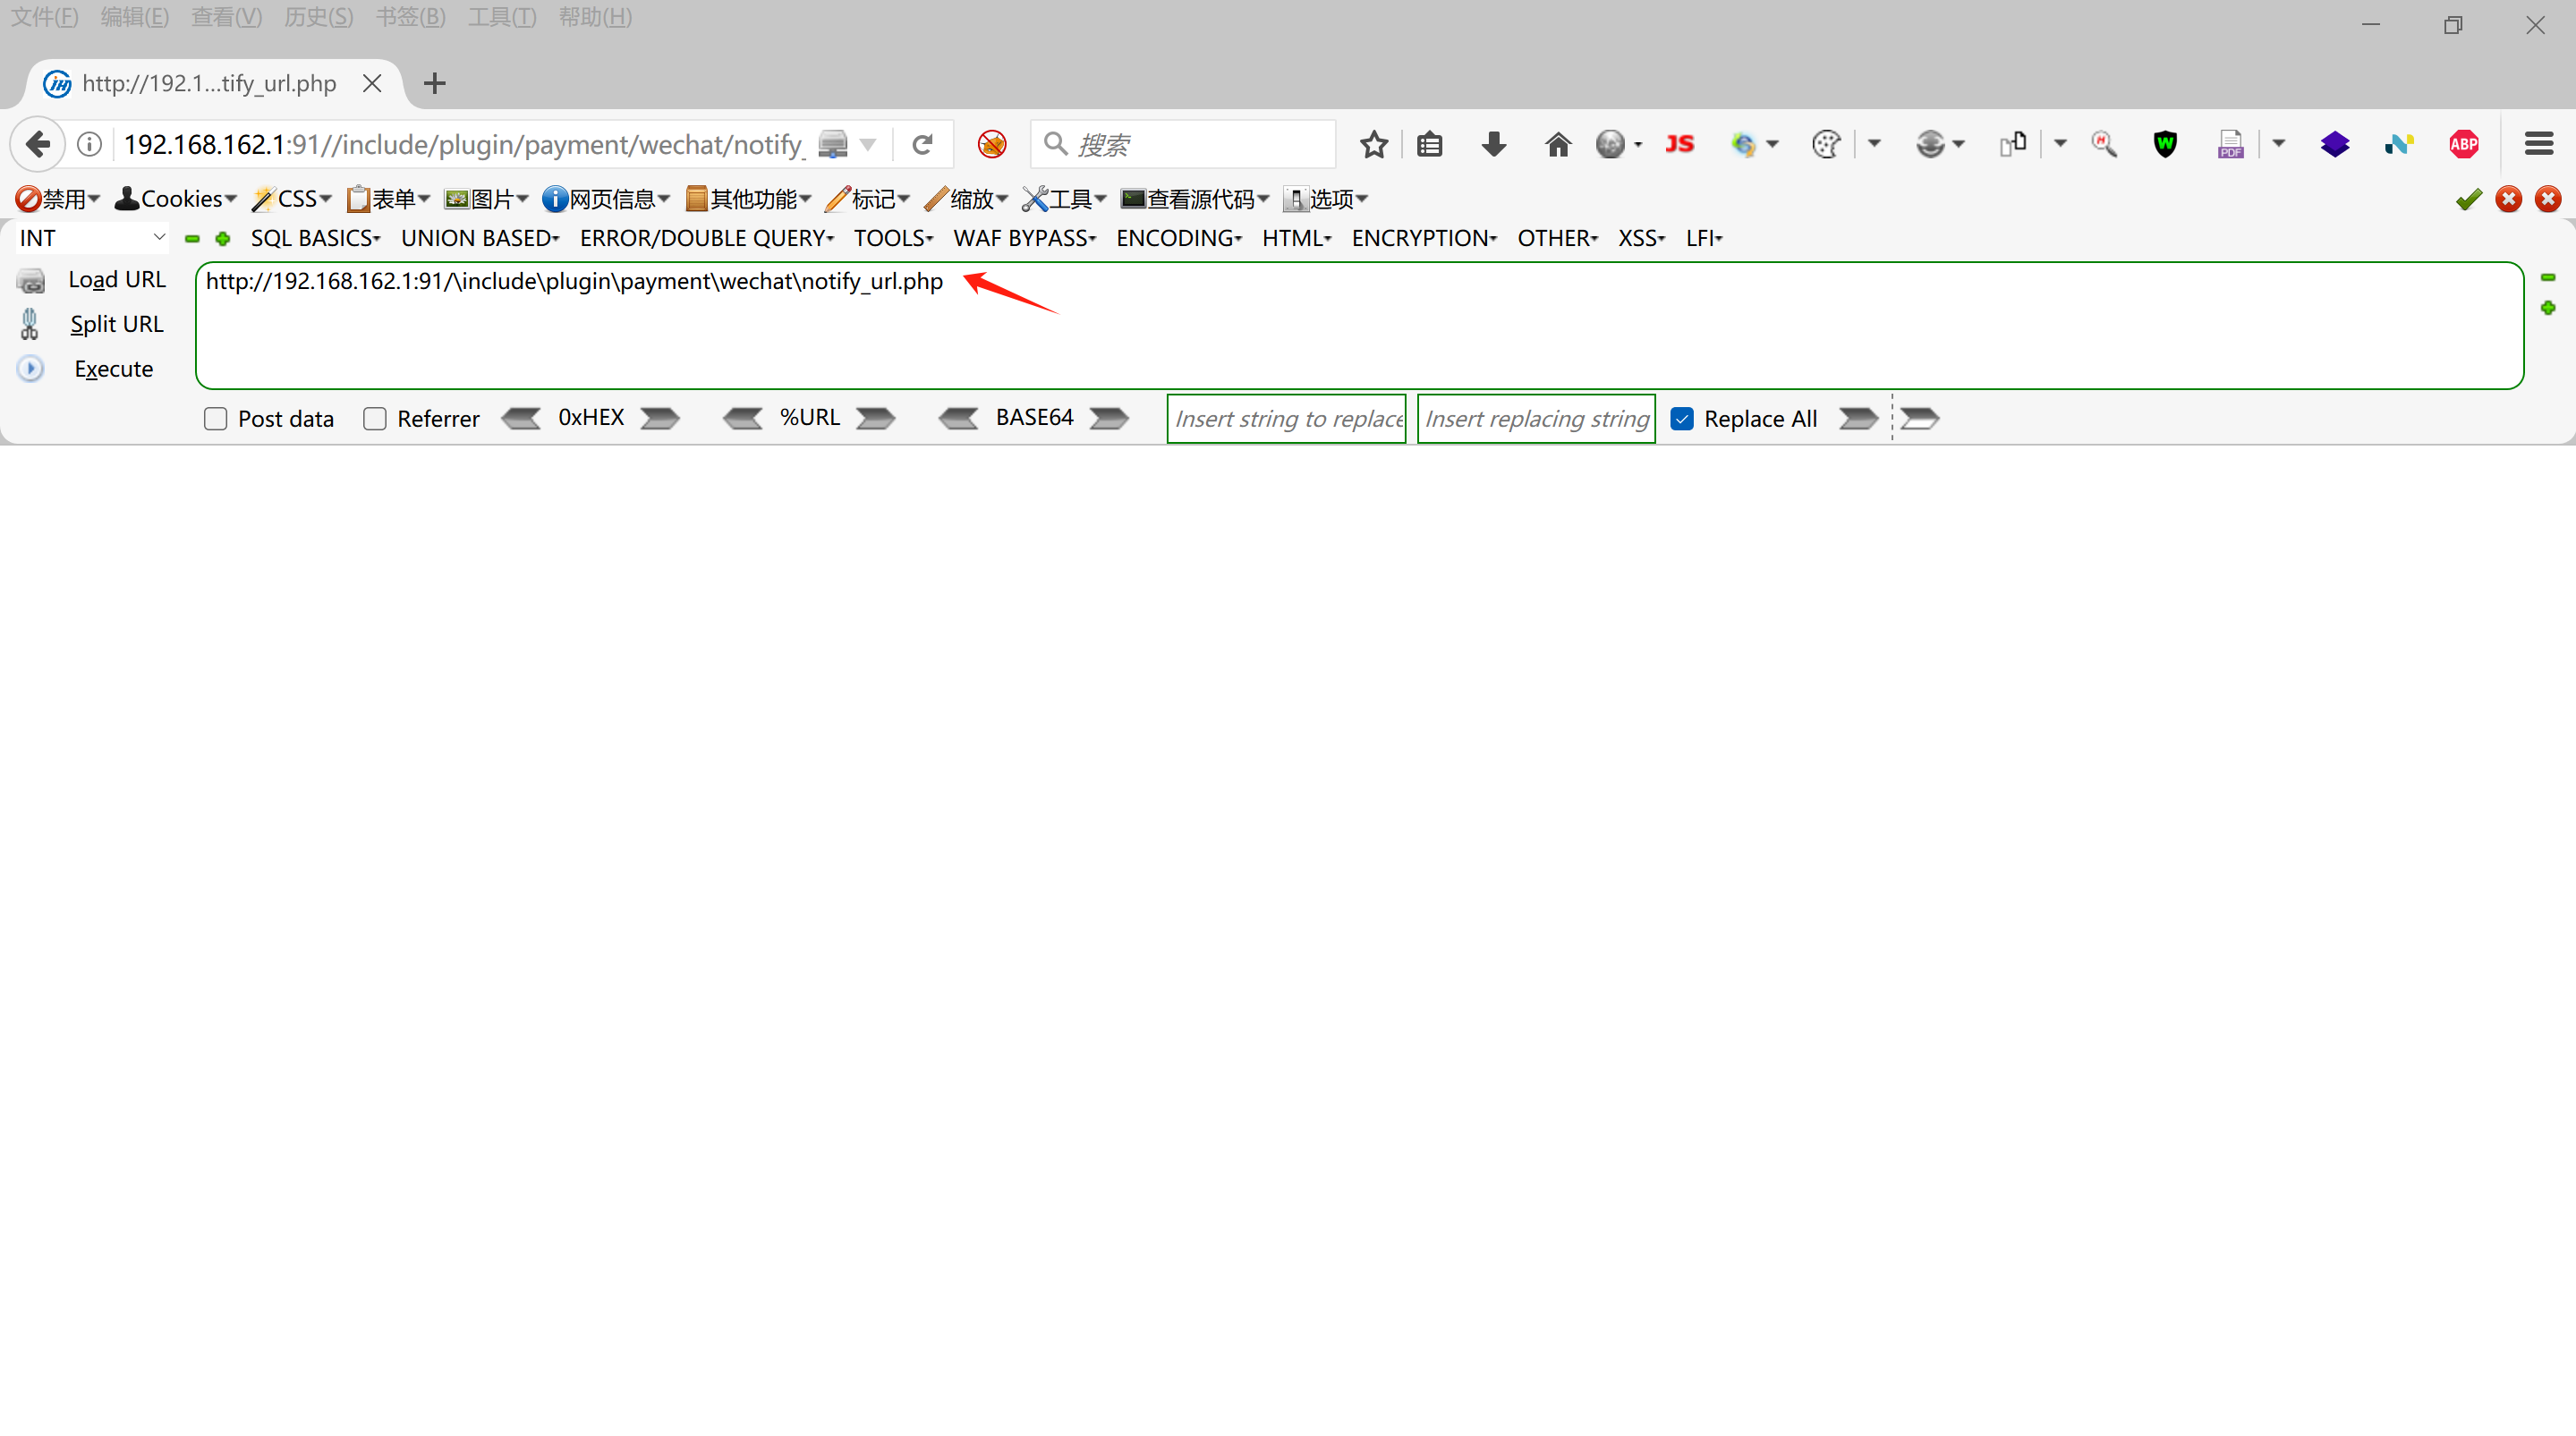 文件(F) 编辑(E) 查看(V) 历史(S) 书签(B) 工具(T) 帮助(H)
http://192.1...tify_url.php
192.168.162.1:91//include/plugin/payment/wechat/notify_ 搜索 JS W PDF ABP
禁用 Cookies CSS 表单 图片 网页信息 其他功能 标记 缩放 工具 查看源代码 选项
INT SQL BASICS UNION BASED ERROR/DOUBLE QUERY TOOLS WAF BYPASS ENCODING HTML ENCRYPTION OTHER XSS LFI
Load URL http://192.168.162.1:91/\include\plugin\payment\wechat\notify_url.php
Split URL
Execute
Post data Referrer 0xHEX %URL BASE64 Insert string to replace Insert replacing string Replace All